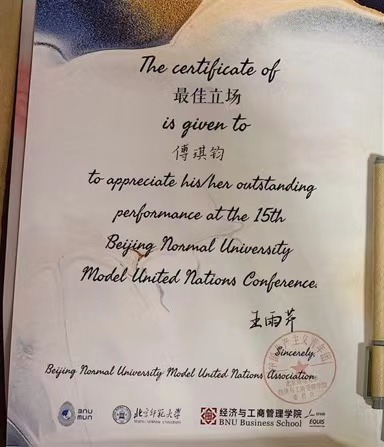 The certificate of
最佳立场
is given to
傅琪钧
to appreciate his/her outstanding
performance at the 15th
Beijing Normal University
Model United Nations Conference.
王雨芹
Sincerely,
Beijing Normal University Model United Nations Association
BNU
MUN
北京师范大学
经济与工商管理学院
BNU Business School
EQUIS